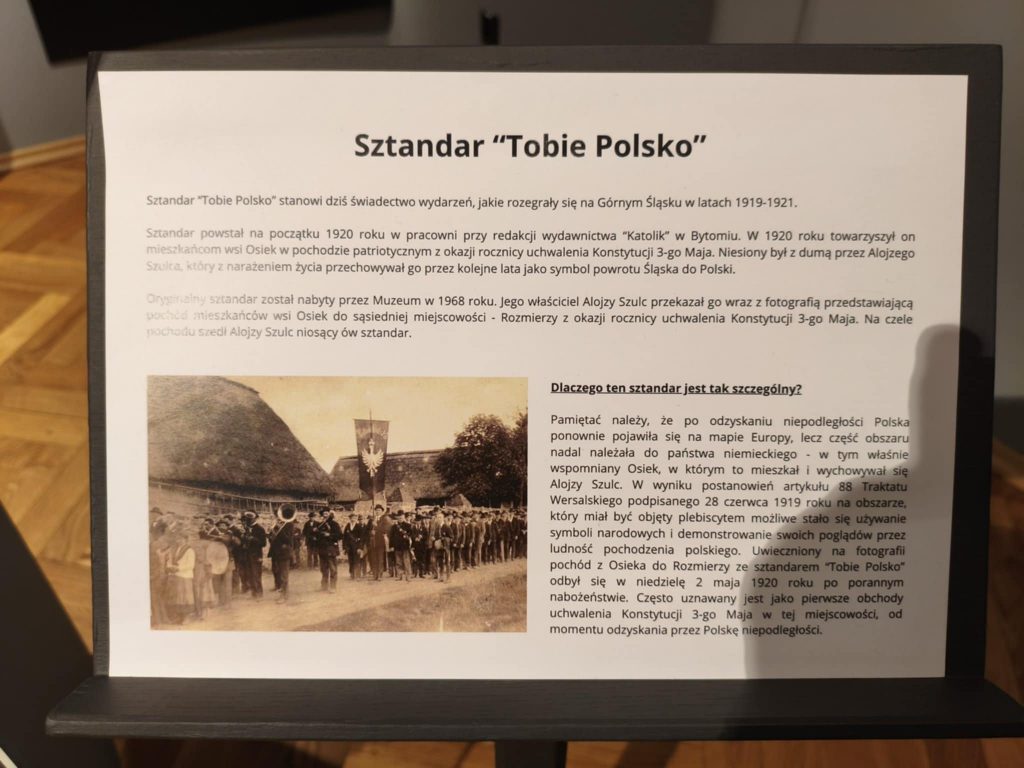 Sztandar “Tobie Polsko”
Sztandar “Tobie Polsko” stanowi dziś świadectwo wydarzeń, jakie rozegrały się na Górnym Śląsku w latach 1919-1921.
Sztandar powstał na początku 1920 roku w pracowni przy redakcji wydawnictwa “Katolik” w Bytomiu. W 1920 roku towarzyszył on
mieszkańcom wsi Osiek w pochodzie patriotycznym z okazji rocznicy uchwalenia Konstytucji 3-go Maja. Niesiony był z dumą przez Alojzego
Szulca, który z narażeniem życia przechowywał go przez kolejne lata jako symbol powrotu Śląska do Polski.
Oryginalny sztandar został nabyty przez Muzeum w 1968 roku. Jego właściciel Alojzy Szulc przekazał go wraz z fotografią przedstawiającą
pochód mieszkańców wsi Osiek do sąsiedniej miejscowości - Rozmierzy z okazji rocznicy uchwalenia Konstytucji 3-go Maja. Na czele
pochodu szedł Alojzy Szulc niosący ów sztandar.
Dlaczego ten sztandar jest tak szczególny?
Pamiętać należy, że po odzyskaniu niepodległości Polska
ponownie pojawiła się na mapie Europy, lecz część obszaru
nadal należała do państwa niemieckiego - w tym właśnie
wspomniany Osiek, w którym to mieszkał i wychowywał się
Alojzy Szulc. W wyniku postanowień artykułu 88 Traktatu
Wersalskiego podpisanego 28 czerwca 1919 roku na obszarze,
który miał być objęty plebiscytem możliwe stało się używanie
symboli narodowych i demonstrowanie swoich poglądów przez
ludność pochodzenia polskiego. Uwieczniony na fotografii
pochód z Osieka do Rozmierzy ze sztandarem “Tobie Polsko”
odbył się w niedzielę 2 maja 1920 roku po porannym
nabożeństwie. Często uznawany jest jako pierwsze obchody
uchwalenia Konstytucji 3-go Maja w tej miejscowości, od
momentu odzyskania przez Polskę niepodległości.